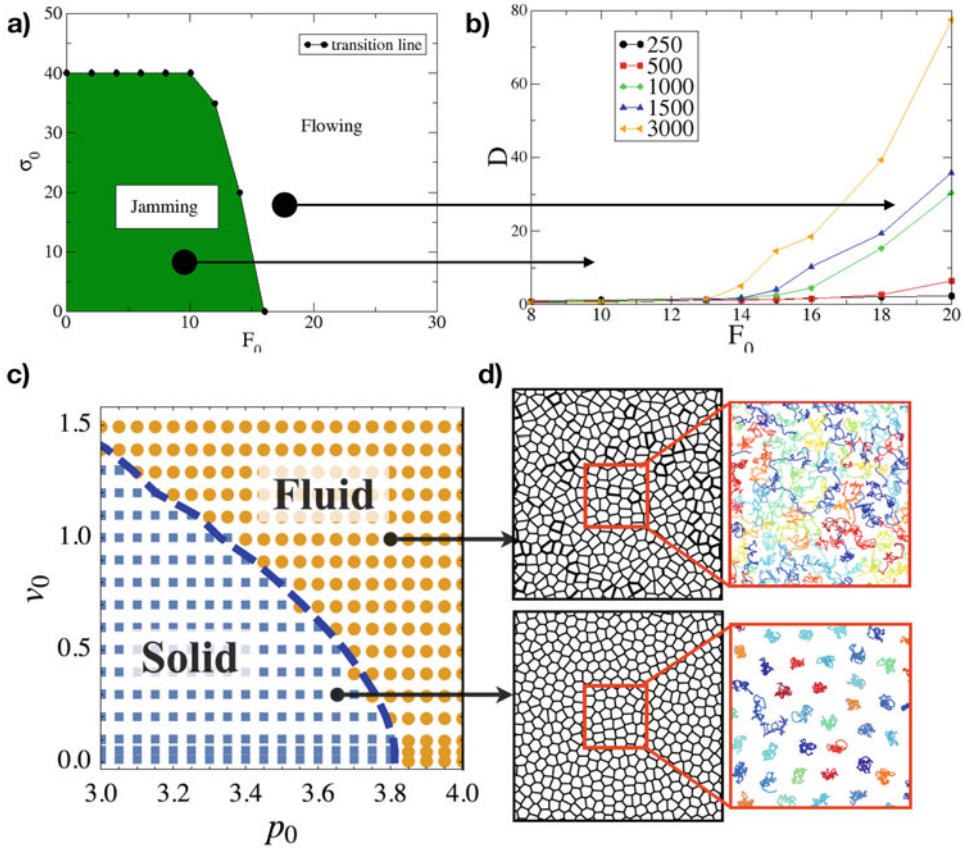 a)
50
40
30
20
10
0
σ₀
transition line
Flowing
Jamming
0
10
20
30
F₀
b)
80
60
40
20
0
D
250
500
1000
1500
3000
8
10
12
14
16
18
20
F₀
c)
1.5
1.0
0.5
0.0
v₀
Fluid
Solid
3.0
3.2
3.4
3.6
3.8
4.0
p₀
d)